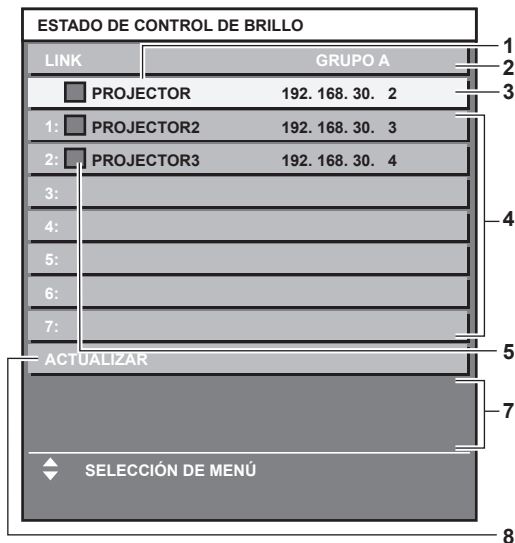 ESTADO DE CONTROL DE BRILLO
LINK GRUPO A
PROJECTOR 192. 168. 30. 2
1: PROJECTOR2 192. 168. 30. 3
2: PROJECTOR3 192. 168. 30. 4
3:
4:
5:
6:
7:
ACTUALIZAR
SELECCIÓN DE MENÚ
1
2
3
4
5
7
8